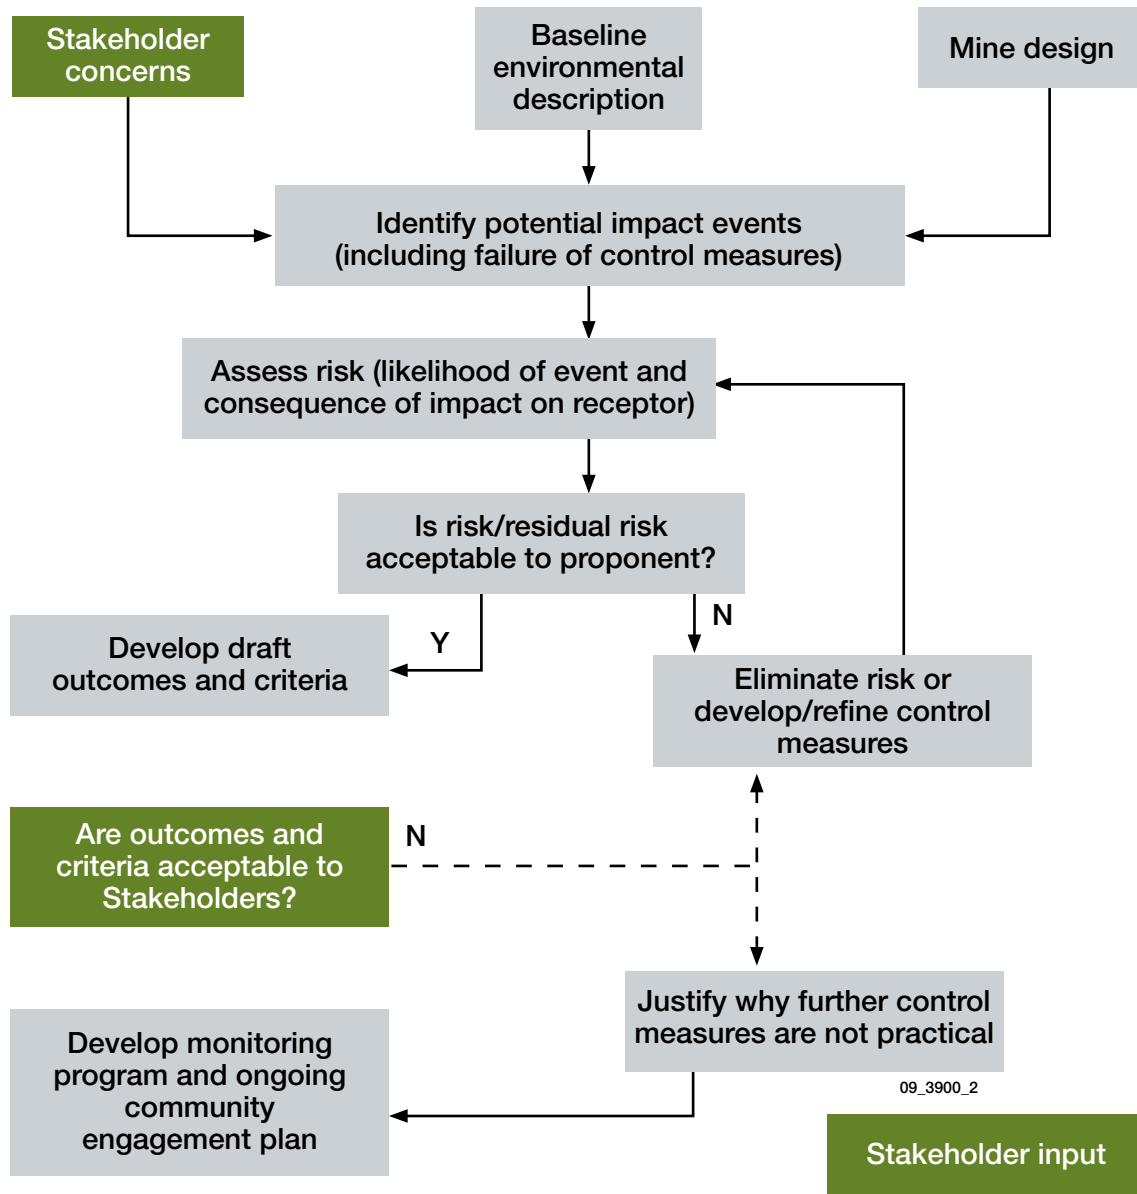 Stakeholder
concerns
Baseline
environmental
description
Mine design
Identify potential impact events
(including failure of control measures)
Assess risk (likelihood of event and
consequence of impact on receptor)
Is risk/residual risk
acceptable to proponent?
Y
N
Develop draft
outcomes and criteria
Eliminate risk or
develop/refine control
measures
Are outcomes and
criteria acceptable to
Stakeholders?
N
Justify why further control
measures are not practical
Develop monitoring
program and ongoing
community
engagement plan
09_3900_2
Stakeholder input